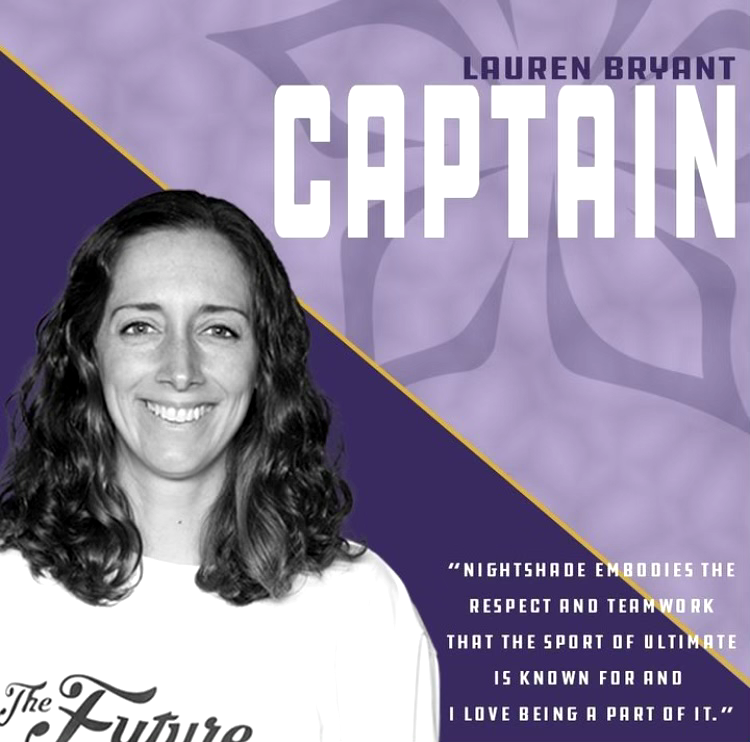 LAUREN BRYANT
CAPTAIN
"NIGHTSHADE EMBODIES THE
RESPECT AND TEAMWORK
THAT THE SPORT OF ULTIMATE
IS KNOWN FOR AND
I LOVE BEING A PART OF IT."
The Future